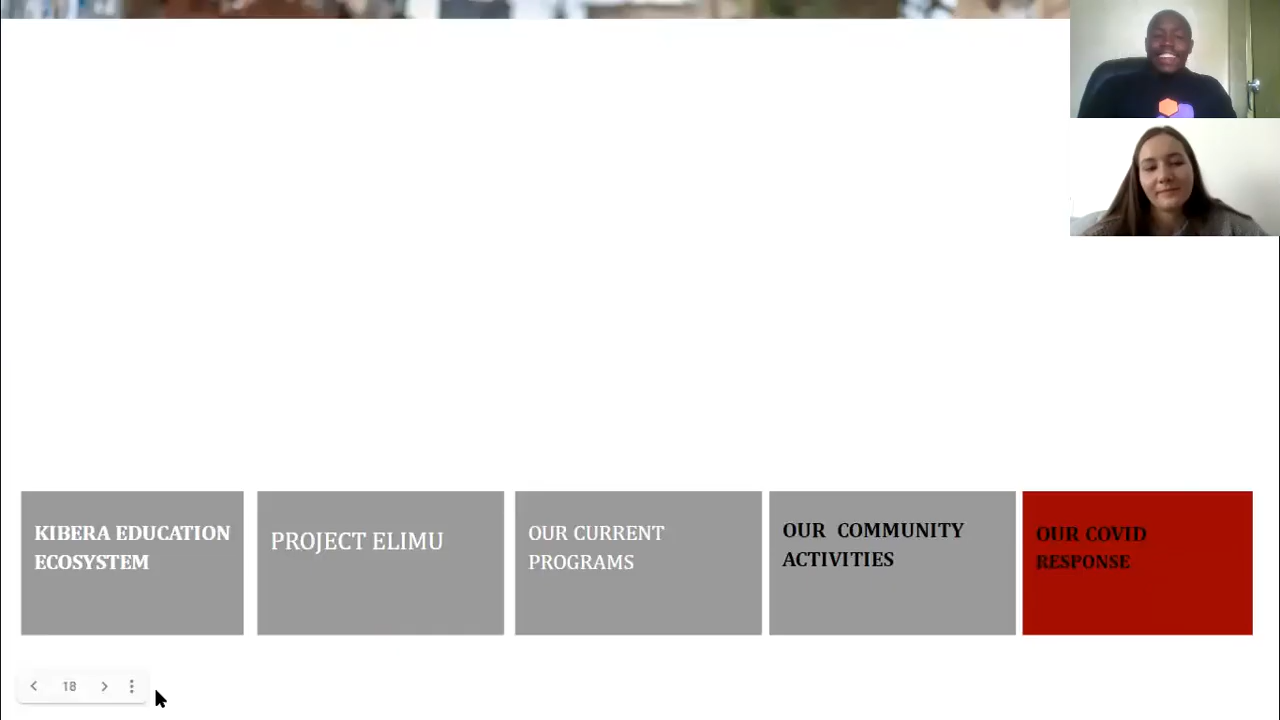 KIBERA EDUCATION
ECOSYSTEM
PROJECT ELIMU
OUR CURRENT
PROGRAMS
OUR COMMUNITY
ACTIVITIES
OUR COVID
RESPONSE
18